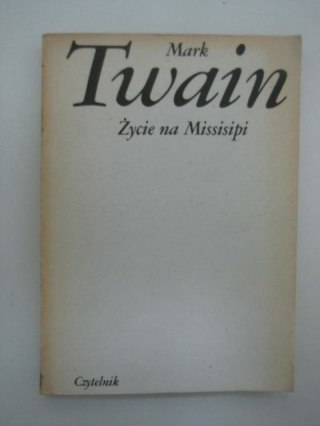 Mark
Twain
Życie na Missisipi
Czytelnik